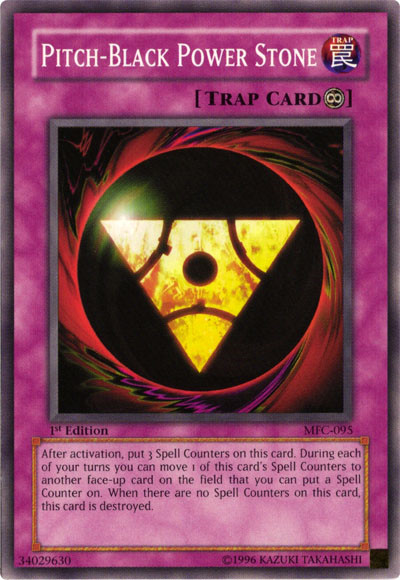 PITCH-BLACK POWER STONE
TRAP
罠
[TRAP CARD♾]
1st Edition
MFC-095
After activation, put 3 Spell Counters on this card. During each
of your turns you can move 1 of this card's Spell Counters to
another face-up card on the field that you can put a Spell
Counter on. When there are no Spell Counters on this card,
this card is destroyed.
34029630
©1996 KAZUKI TAKAHASHI